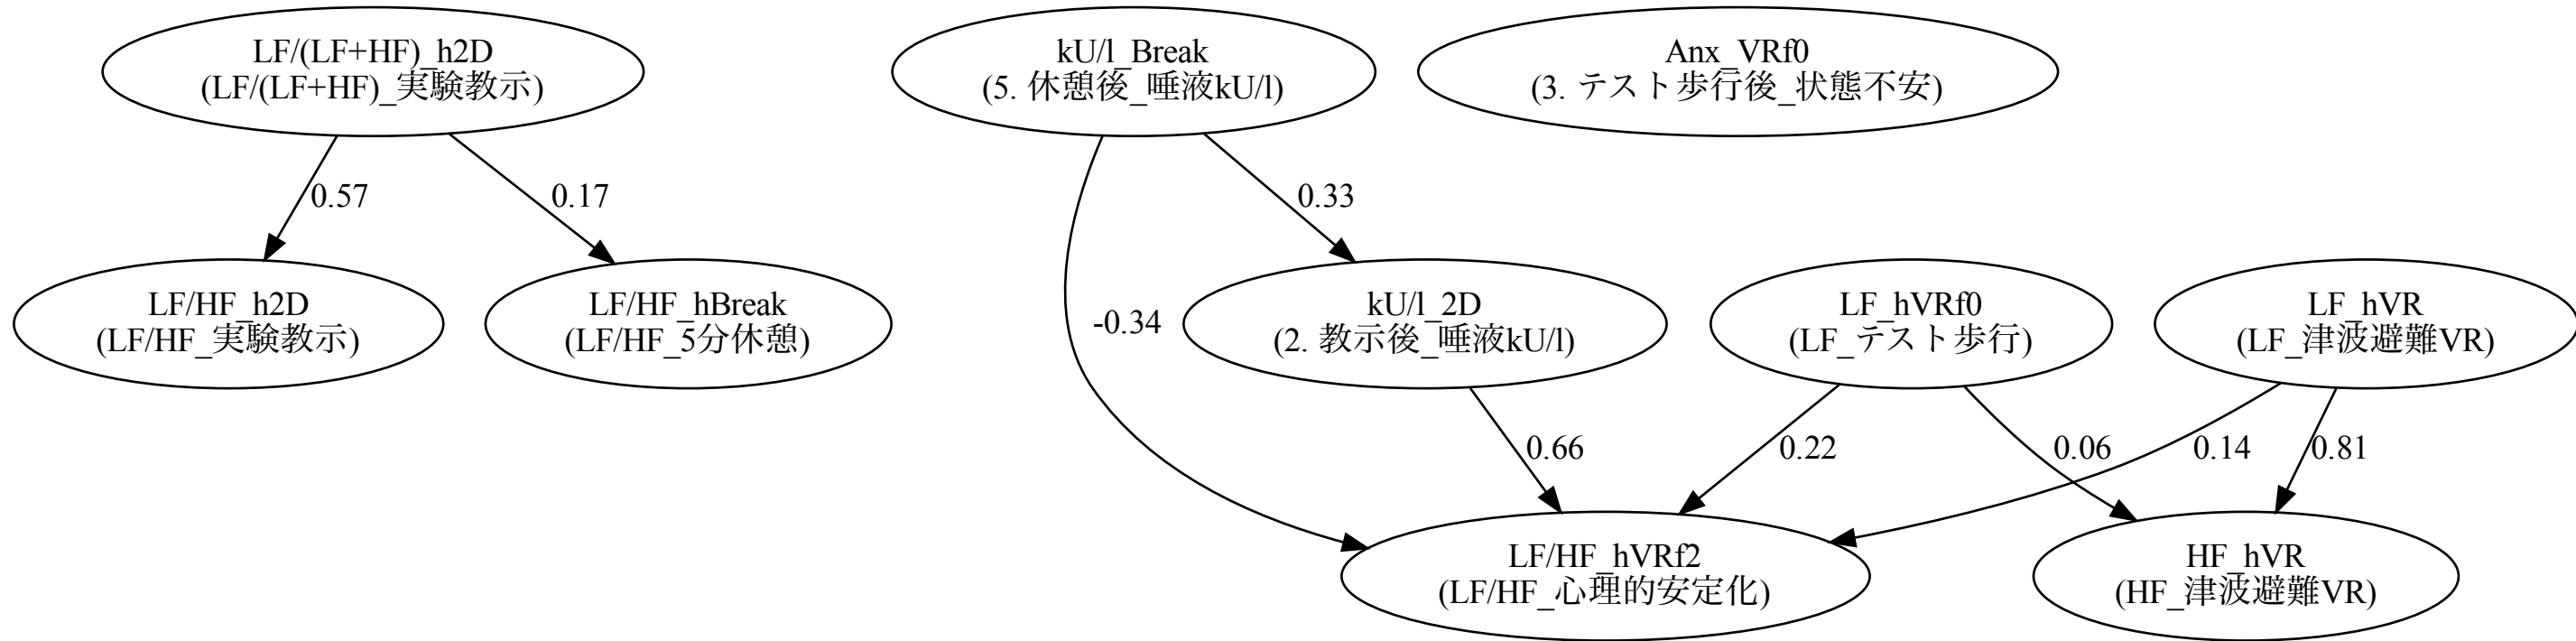 LF/(LF+HF)_h2D
(LF/(LF+HF)_実験教示)
kU/l_Break
(5. 休憩後_唾液kU/l)
Anx_VRf0
(3. テスト歩行後_状態不安)
0.57
0.17
0.33
LF/HF_h2D
(LF/HF_実験教示)
LF/HF_hBreak
(LF/HF_5分休憩)
-0.34
kU/l_2D
(2. 教示後_唾液kU/l)
LF_hVRf0
(LF_テスト歩行)
LF_hVR
(LF_津波避難VR)
0.66
0.22
0.06
0.14
0.81
LF/HF_hVRf2
(LF/HF_心理的安定化)
HF_hVR
(HF_津波避難VR)